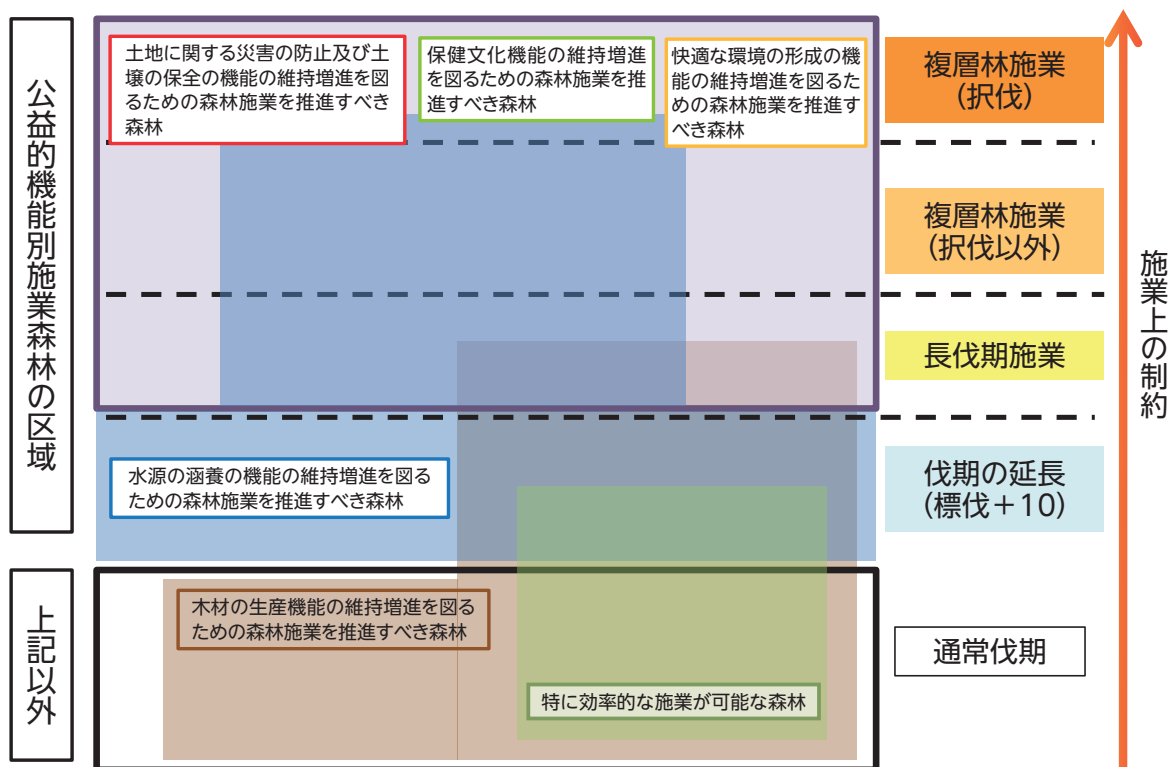 公益的機能別施業森林の区域
土地に関する災害の防止及び土
壌の保全の機能の維持増進を図
るための森林施業を推進すべき
森林
保健文化機能の維持増進
を図るための森林施業を推
進すべき森林
快適な環境の形成の機
能の維持増進を図るた
めの森林施業を推進す
べき森林
複層林施業
(択伐)
複層林施業
(択伐以外)
長伐期施業
水源の涵養の機能の維持増進を図る
ための森林施業を推進すべき森林
伐期の延長
(標伐+10)
施業上の制約
上記以外
木材の生産機能の維持増進を図る
ための森林施業を推進すべき森林
特に効率的な施業が可能な森林
通常伐期